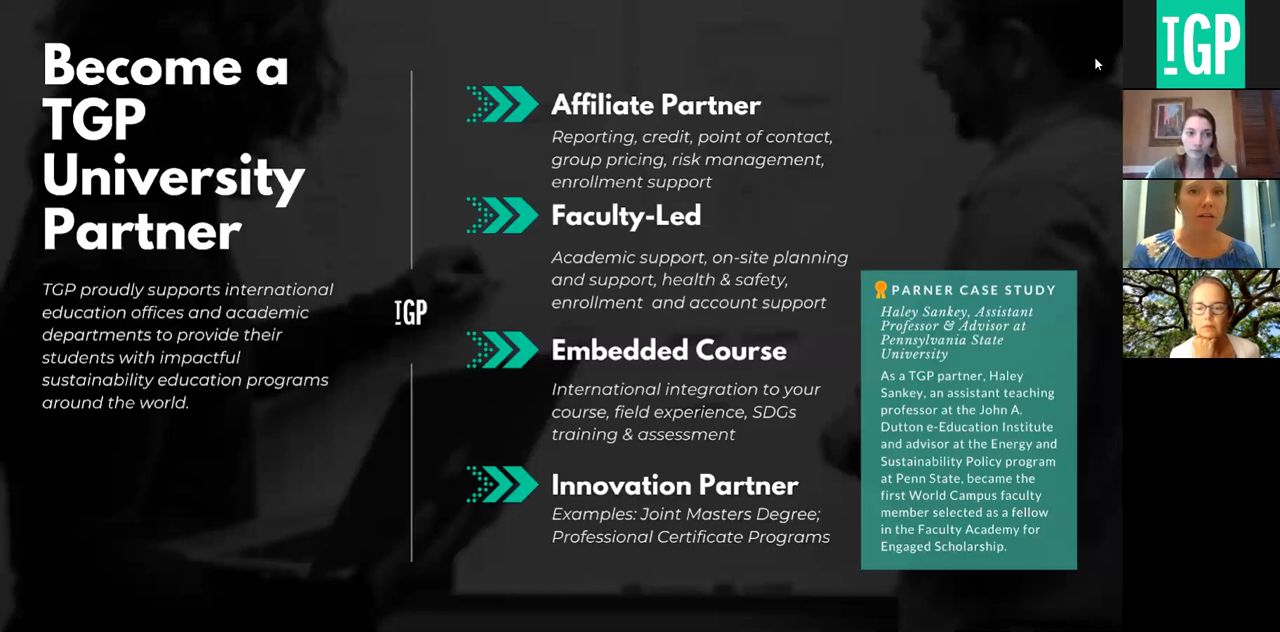 Become a
TGP
University
Partner
TGP proudly supports international
education offices and academic
departments to provide their
students with impactful
sustainability education programs
around the world.
TGP
Affiliate Partner
Reporting, credit, point of contact,
group pricing, risk management,
enrollment support
Faculty-Led
Academic support, on-site planning
and support, health & safety,
enrollment and account support
Embedded Course
International integration to your
course, field experience, SDGs
training & assessment
Innovation Partner
Examples: Joint Masters Degree;
Professional Certificate Programs
PARNER CASE STUDY
Haley Sankey, Assistant
Professor & Advisor at
Pennsylvania State
University
As a TGP partner, Haley
Sankey, an assistant teaching
professor at the John A.
Dutton e-Education Institute
and advisor at the Energy and
Sustainability Policy program
at Penn State, became the
first World Campus faculty
member selected as a fellow
in the Faculty Academy for
Engaged Scholarship.
TGP